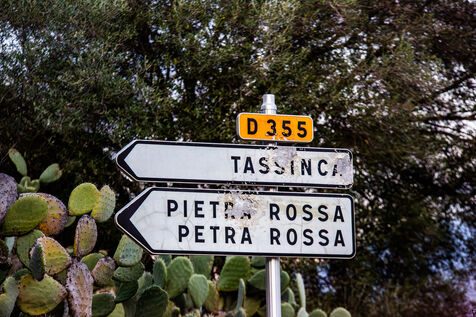 D 355
TASSINCA
PIETRA ROSSA
PETRA ROSSA